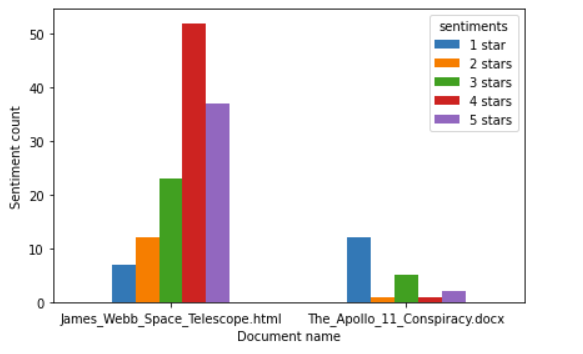 sentiments
1 star
2 stars
3 stars
4 stars
5 stars
Sentiment count
50
40
30
20
10
0
James_Webb_Space_Telescope.html The_Apollo_11_Conspiracy.docx
Document name